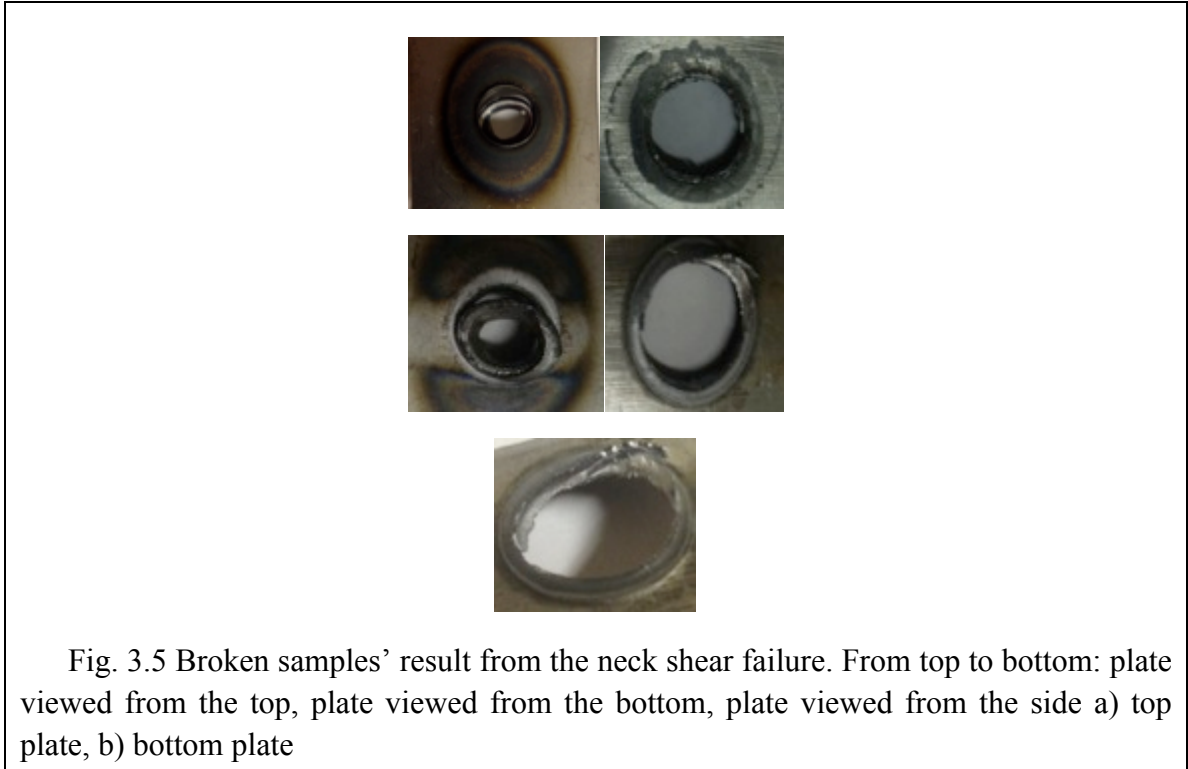 Fig. 3.5 Broken samples’ result from the neck shear failure. From top to bottom: plate
viewed from the top, plate viewed from the bottom, plate viewed from the side a) top
plate, b) bottom plate